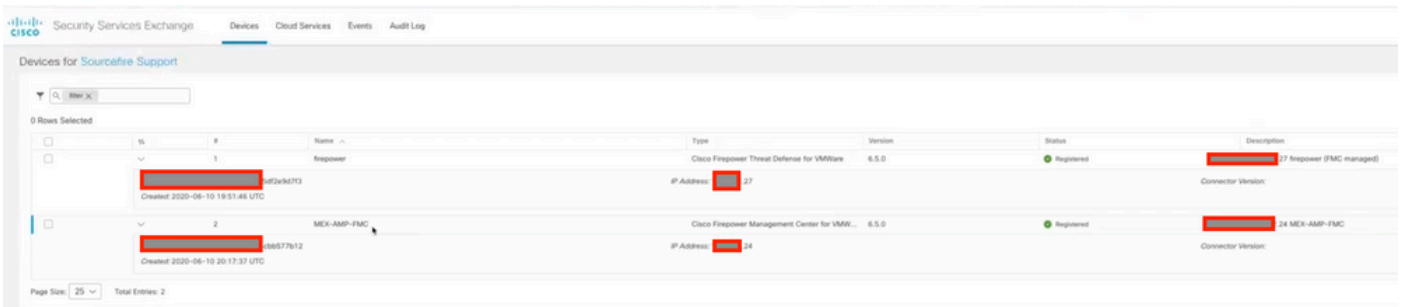 CISCO Security Services Exchange Devices Cloud Services Events Audit Log
Devices for Sourcefire Support
filter ×
0 Rows Selected
% # Name Type Version Status Description
1 firepower Cisco Firepower Threat Defense for VMWare 6.5.0 Registered 27 firepower (FMC managed)
IP Address: .27 Connector Version:
Created: 2020-06-10 19:51:46 UTC
2 MEX-AMP-FMC Cisco Firepower Management Center for VMW... 6.5.0 Registered 24 MEX-AMP-FMC
cbb577b12 IP Address: .24 Connector Version:
Created: 2020-06-10 20:17:37 UTC
Page Size: 25 Total Entries: 2